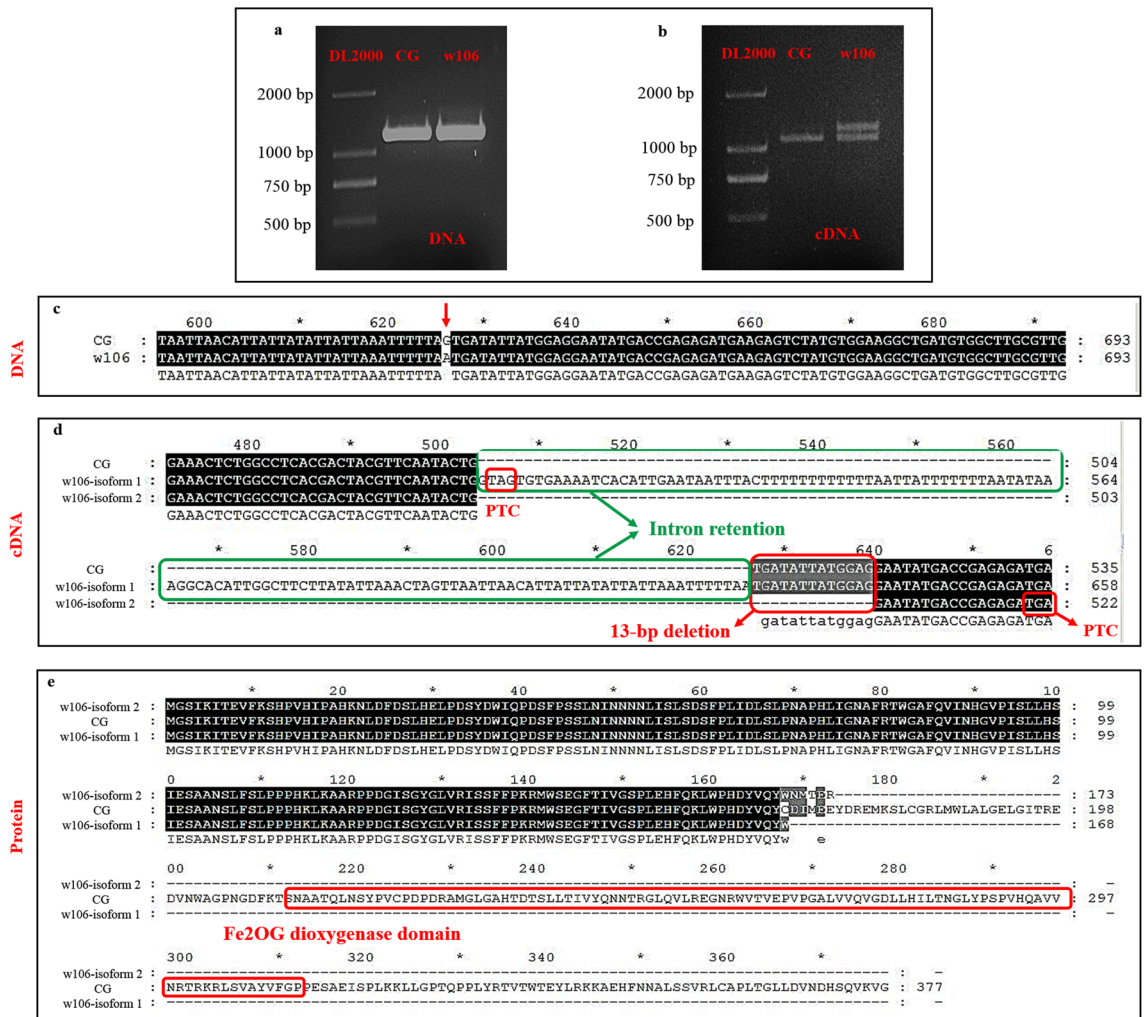 a
b
DL2000 CG w106
DL2000 CG w106
2000 bp
1000 bp
750 bp
500 bp
DNA
2000 bp
1000 bp
750 bp
500 bp
cDNA
DNA
c
600 * 620 * 640 * 660 * 680 *
CG : TAATTAACATTATTATATTATTAAATTTTTAGTGATATTATGGAGGAATATGACCGAGAGATGAAGAGTCTATGTGGAAGGCTGATGTGGCTTGCGTTG : 693
w106 : TAATTAACATTATTATATTATTAAATTTTTAATGATATTATGGAGGAATATGACCGAGAGATGAAGAGTCTATGTGGAAGGCTGATGTGGCTTGCGTTG : 693
TAATTAACATTATTATATTATTAAATTTTTA TGATATTATGGAGGAATATGACCGAGAGATGAAGAGTCTATGTGGAAGGCTGATGTGGCTTGCGTTG
cDNA
d
480 * 500 * 520 * 540 * 560
CG : GAAACTCTGGCCTCACGACTACGTTCAATACTG : 504
w106-isoform 1 : GAAACTCTGGCCTCACGACTACGTTCAATACTGGTAGTGTGAAAATCACATTGAATAATTTACTTTTTTTTTTTTTAATTATTTTTTTAATATAA : 564
w106-isoform 2 : GAAACTCTGGCCTCACGACTACGTTCAATACTG : 503
GAAACTCTGGCCTCACGACTACGTTCAATACTG
PTC
Intron retention
* 580 * 600 * 620 * 640 6
CG : TGATATTATGGAGGAATATGACCGAGAGATGA : 535
w106-isoform 1 : AGGCACATTGGCTTCTTATATTAAACTAGTTAATTAACATTATTATATTATTAAATTTTTAATGATATTATGGAGGAATATGACCGAGAGATGA : 658
w106-isoform 2 : GAATATGACCGAGAGATGA : 522
gatattatggagGAATATGACCGAGAGATGA
13-bp deletion
PTC
Protein
e
* 20 * 40 * 60 * 80 * 10
w106-isoform 2 : MGSIKITEVFKSHPVHIPAHKNLDFDSLHELPDSYDWIQPDSFPSSLNINNNNLISLSDSFPLIDLSLPNAPHLIGNAFRTWGAFQVINHGVPISLLHS : 99
CG : MGSIKITEVFKSHPVHIPAHKNLDFDSLHELPDSYDWIQPDSFPSSLNINNNNLISLSDSFPLIDLSLPNAPHLIGNAFRTWGAFQVINHGVPISLLHS : 99
w106-isoform 1 : MGSIKITEVFKSHPVHIPAHKNLDFDSLHELPDSYDWIQPDSFPSSLNINNNNLISLSDSFPLIDLSLPNAPHLIGNAFRTWGAFQVINHGVPISLLHS : 99
MGSIKITEVFKSHPVHIPAHKNLDFDSLHELPDSYDWIQPDSFPSSLNINNNNLISLSDSFPLIDLSLPNAPHLIGNAFRTWGAFQVINHGVPISLLHS
0 * 120 * 140 * 160 * 180 * 2
w106-isoform 2 : IESAANSLFSLPPPHKLKAARPPDGISGYGLVRISSFFPKRMWSEGFTIVGSPLEHFQKLWPHDYVQYWNMTER : 173
CG : IESAANSLFSLPPPHKLKAARPPDGISGYGLVRISSFFPKRMWSEGFTIVGSPLEHFQKLWPHDYVQYCDIMEEYDREMKSLCGRLMWLALGELGITRE : 198
w106-isoform 1 : IESAANSLFSLPPPHKLKAARPPDGISGYGLVRISSFFPKRMWSEGFTIVGSPLEHFQKLWPHDYVQYW : 168
IESAANSLFSLPPPHKLKAARPPDGISGYGLVRISSFFPKRMWSEGFTIVGSPLEHFQKLWPHDYVQYw e
00 * 220 * 240 * 260 * 280 *
w106-isoform 2 : : -
CG : DVNWAGPNGDFKTSNAATQLNSYPVCPDPDRAMGLGAHTDTSLLTIVYQNNTRGLQVLREGNRWVTVEPVPGALVVQVGDLLHILTNGLYPSPVHQAVV : 297
w106-isoform 1 : : -
Fe2OG dioxygenase domain
300 * 320 * 340 * 360 *
w106-isoform 2 : : -
CG : NRTRKRLSVAYVFGPPESAEISPLKKLLGPTQPPLYRTVTWTEYLRKKAEHFNNALSSVRLCAPLTGLLDVNDHSQVKVG : 377
w106-isoform 1 : : -